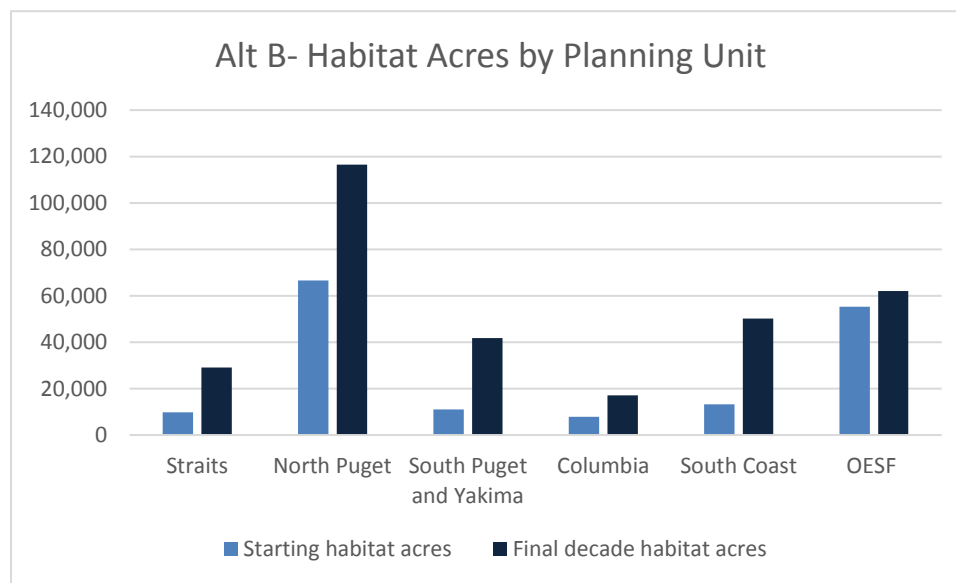 Alt B- Habitat Acres by Planning Unit
140,000
120,000
100,000
80,000
60,000
40,000
20,000
0
Straits
North Puget
South Puget
and Yakima
Columbia
South Coast
OESF
Starting habitat acres
Final decade habitat acres